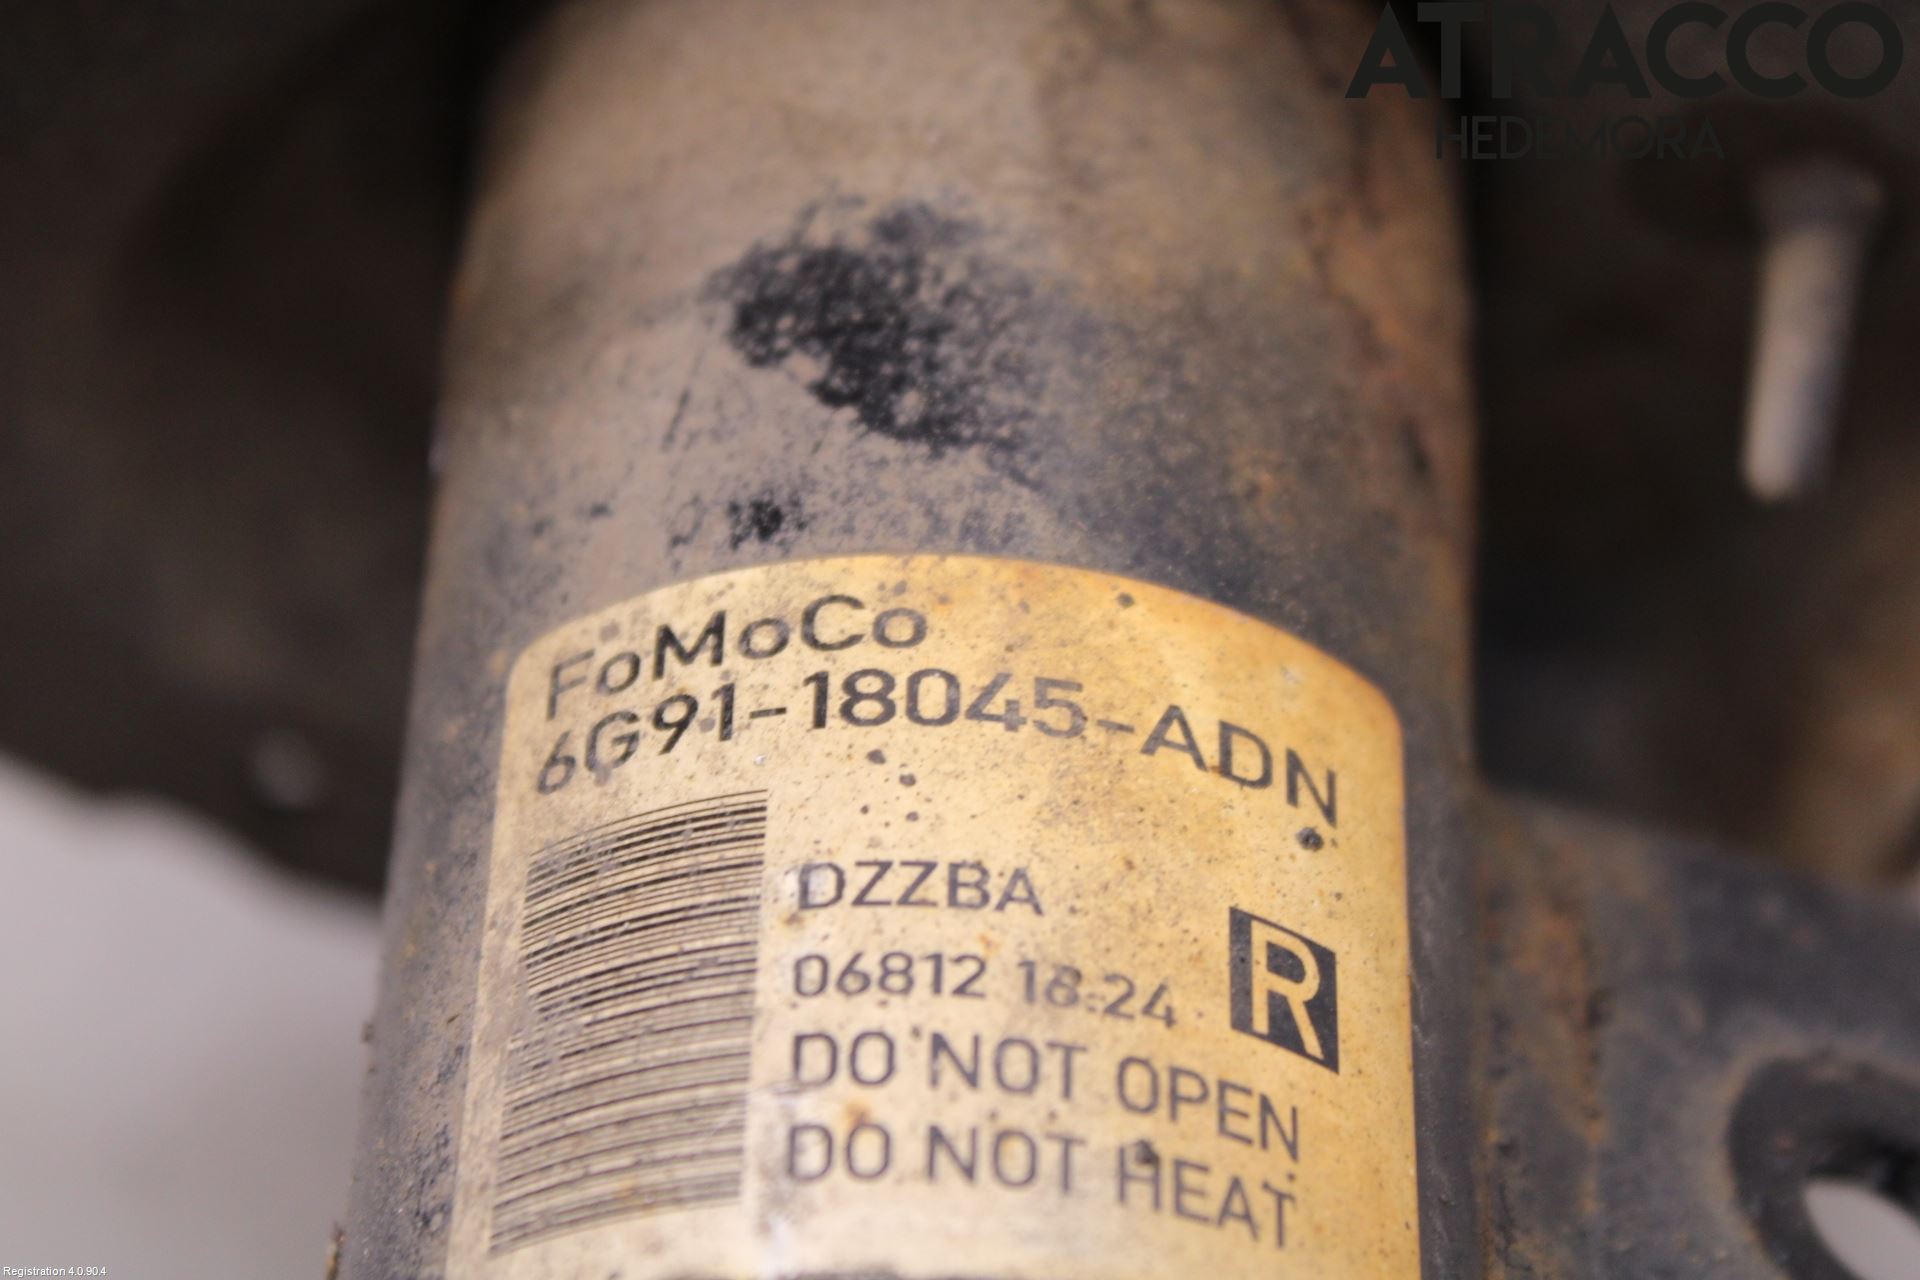 ATRACCO
HEDEMORA
FoMoCo
6G91-18045-ADN
DZZBA
06812 18:24
R
DO NOT OPEN
DO NOT HEAT
Registration 4.0.90.4